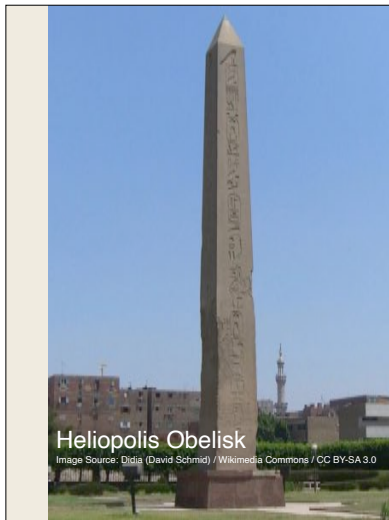 Heliopolis Obelisk
Image Source: Didia (David Schmid) / Wikimedia Commons / CC BY-SA 3.0